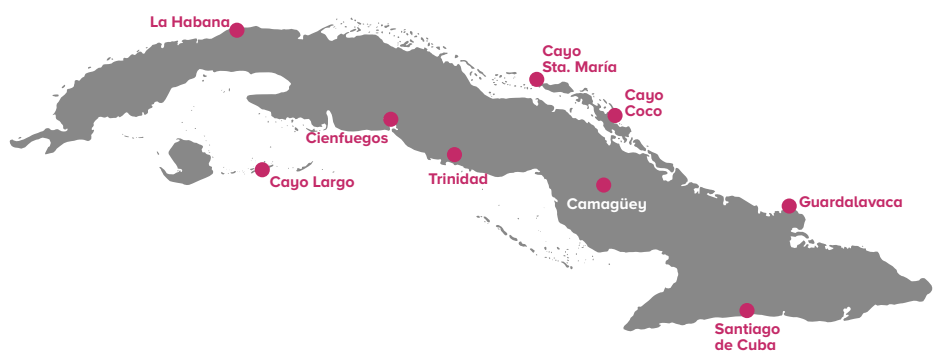 La Habana
Cayo
Sta. María
Cayo
Coco
Cienfuegos
Cayo Largo
Trinidad
Camagüey
Guardalavaca
Santiago
de Cuba